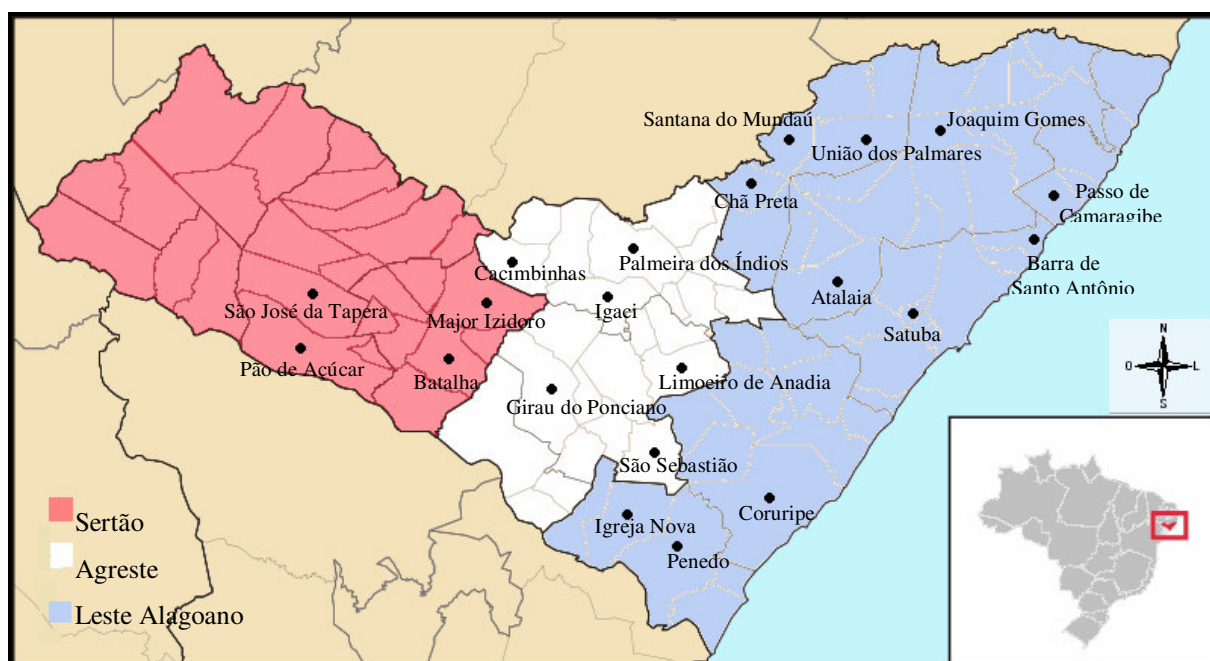 Santana do Mundaú
Joaquim Gomes
União dos Palmares
Chã Preta
Passo de
Camaragibe
Cacimbinhas
Palmeira dos Índios
Barra de
Santo Antônio
Atalaia
São José da Tapera
Major Izidoro
Igaci
Satuba
Pão de Açúcar
Batalha
Limoeiro de Anadia
Girau do Ponciano
São Sebastião
Igreja Nova
Coruripe
Penedo
N
O
L
S
Sertão
Agreste
Leste Alagoano